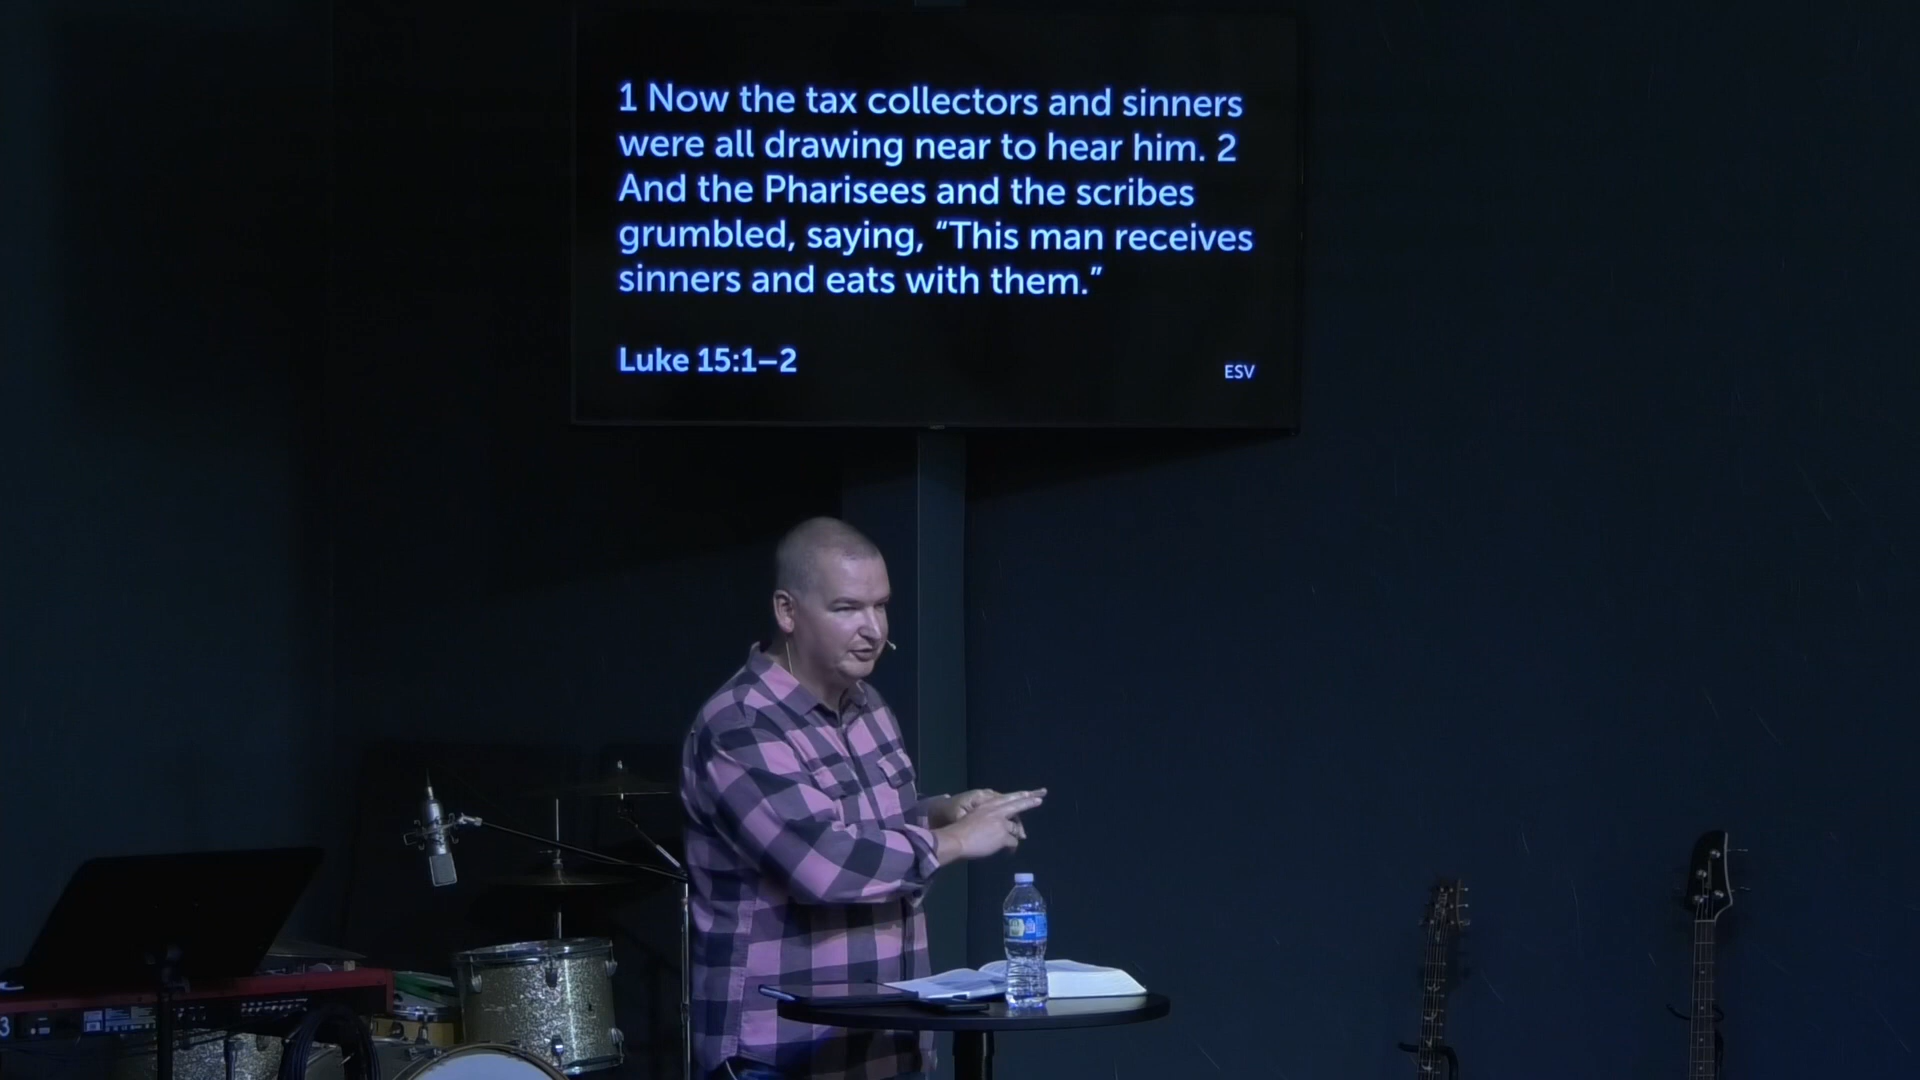 1 Now the tax collectors and sinners
were all drawing near to hear him. 2
And the Pharisees and the scribes
grumbled, saying, “This man receives
sinners and eats with them.”
Luke 15:1–2
ESV
3